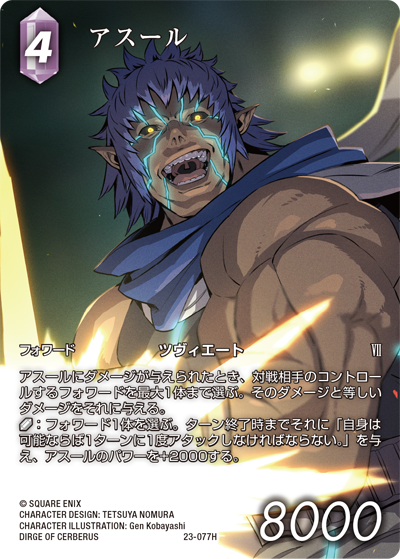 4
アスール
フォワード ツヴィエート Ⅶ
アスールにダメージが与えられたとき、対戦相手のコントロー
ルするフォワードを最大1体まで選ぶ。そのダメージと等しい
ダメージをそれに与える。
:フォワード1体を選ぶ。ターン終了時までそれに「自身は
可能ならば1ターンに1度アタックしなければならない。」を与
え、アスールのパワーを+2000する。
© SQUARE ENIX
CHARACTER DESIGN: TETSUYA NOMURA
CHARACTER ILLUSTRATION: Gen Kobayashi
DIRGE OF CERBERUS 23-077H
8000